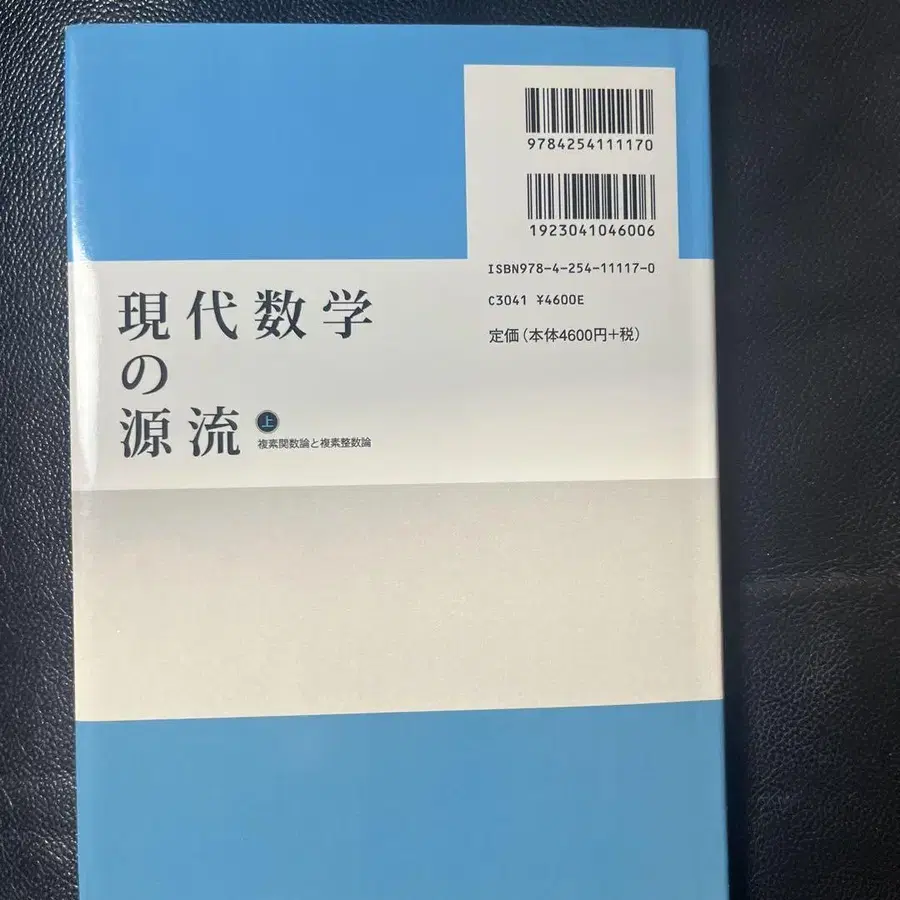 9784254111170
1923041046006
ISBN978-4-254-11117-0
C3041 ¥4600E
定価(本体4600円+税)
現代数学
の
源流 上
複素関数論と複素整数論